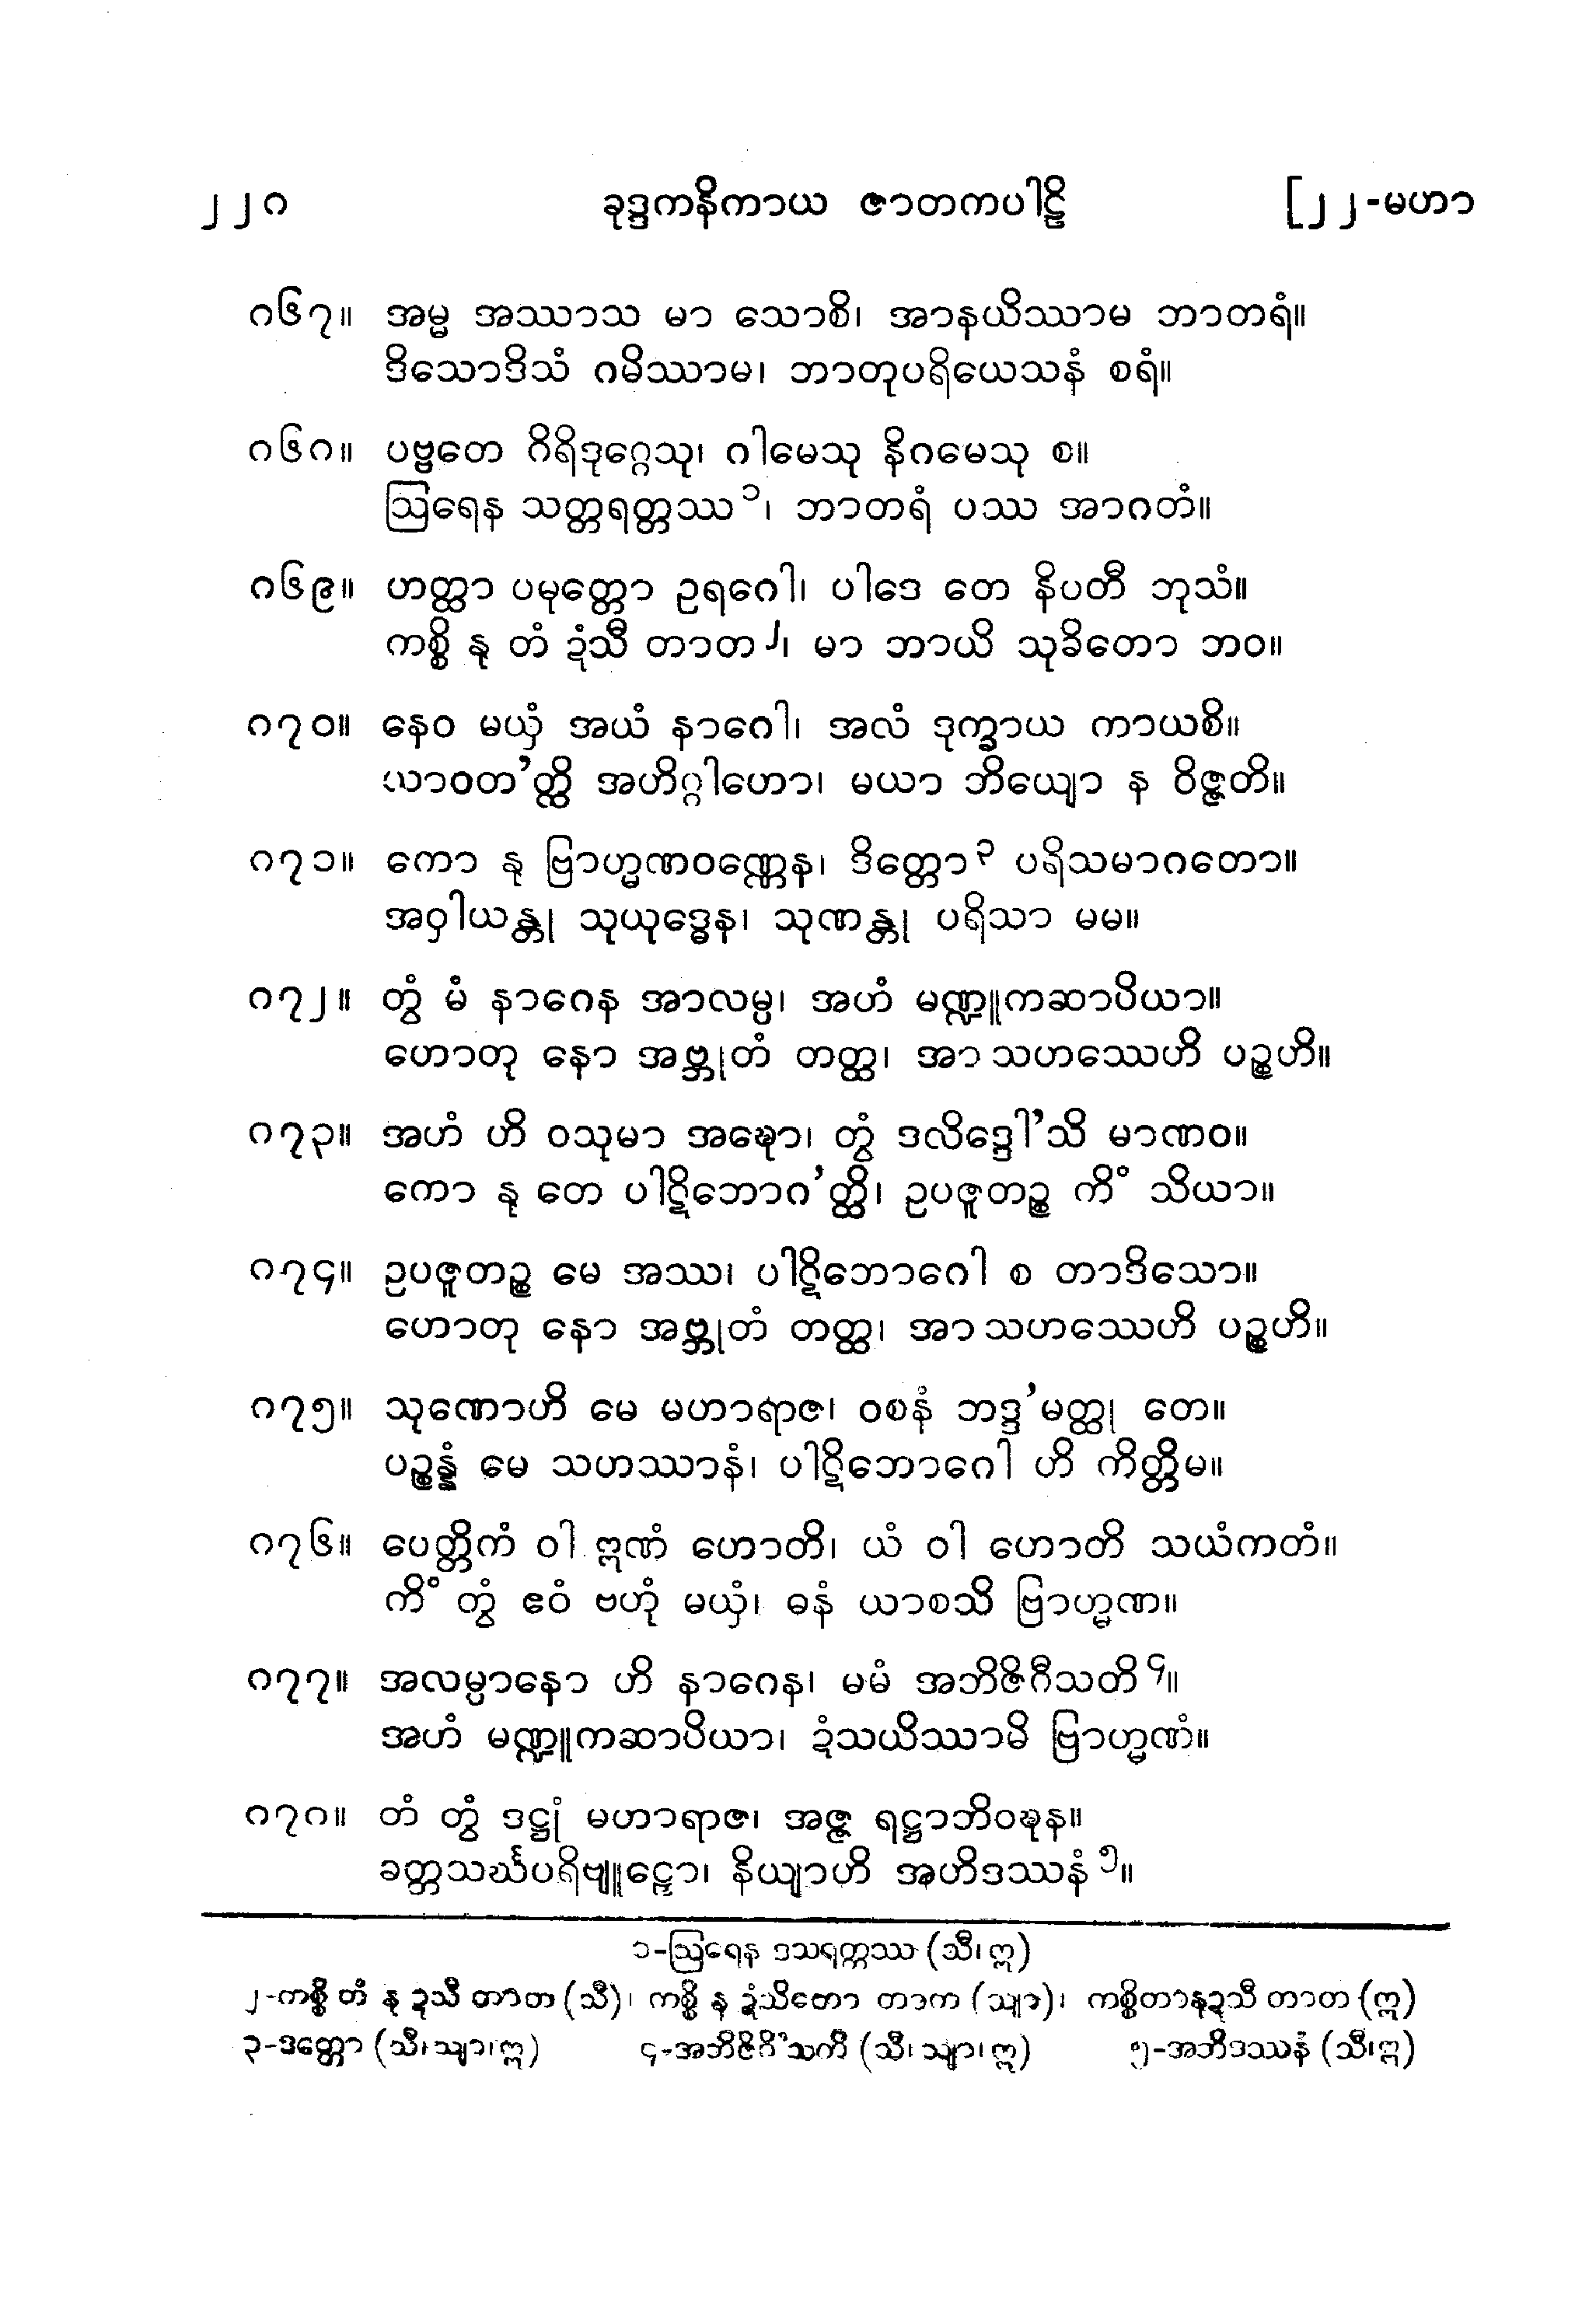 ၂၂၈ ခုဒ္ဒကနိကာယ ဇာတကပါဠိ [၂၂-မဟာ
၈၆၇။ အမ္မ အဿာသ မာ သောစိ၊ အာနယိဿာမ ဘာတရံ။
ဒိသောဒိသံ ဂမိဿာမ၊ ဘာတုပရိယေသနံ စရံ။
၈၆၈။ ပဗ္ဗတေ ဂိရိဒုဂ္ဂေသု၊ ဂါမေသု နိဂမေသု စ။
ဩရေန သတ္တရတ္တဿ၁၊ ဘာတရံ ပဿ အာဂတံ။
၈၆၉။ ဟတ္ထာ ပမုတ္တော ဥရဂေါ၊ ပါဒေ တေ နိပတီ ဘုသံ။
ကစ္စိ နု တံ ဍံသီ တာတ၂၊ မာ ဘာယိ သုခိတော ဘဝ။
၈၇၀။ နေဝ မယှံ အယံ နာဂေါ၊ အလံ ဒုက္ခာယ ကာယစိ။
ယာဝတ’တ္ထိ အဟိဂ္ဂါဟော၊ မယာ ဘိယျော န ဝိဇ္ဇတိ။
၈၇၁။ ကော နု ဗြာဟ္မဏဝဏ္ဏေန၊ ဒိတ္တော၃ ပရိသမာဂတော။
အဝှါယန္တု သုယုဒ္ဓေန၊ သုဏန္တု ပရိသာ မမ။
၈၇၂။ တွံ မံ နာဂေန အာလမ္ပ၊ အဟံ မဏ္ဍူကဆာပိယာ။
ဟောတု နော အဗ္ဘုတံ တတ္ထ၊ အာ သဟဿေဟိ ပဉ္စဟိ။
၈၇၃။ အဟံ ဟိ ဝသုမာ အဍ္ဎော၊ တွံ ဒလိဒ္ဒေါ’သိ မာဏဝ။
ကော နု တေ ပါဋိဘောဂ’တ္ထိ၊ ဥပဇူတဉ္စ ကိံ သိယာ။
၈၇၄။ ဥပဇူတဉ္စ မေ အဿ၊ ပါဋိဘောဂေါ စ တာဒိသော။
ဟောတု နော အဗ္ဘုတံ တတ္ထ၊ အာ သဟဿေဟိ ပဉ္စဟိ။
၈၇၅။ သုဏောဟိ မေ မဟာရာဇ၊ ဝစနံ ဘဒ္ဒ’မတ္ထု တေ။
ပဉ္စန္နံ မေ သဟဿာနံ၊ ပါဋိဘောဂေါ ဟိ ကိတ္တိမ။
၈၇၆။ ပေတ္တိကံ ဝါ ဣဏံ ဟောတိ၊ ယံ ဝါ ဟောတိ သယံကတံ။
ကိံ တွံ ဧဝံ ဗဟုံ မယှံ၊ ဓနံ ယာစသိ ဗြာဟ္မဏ။
၈၇၇။ အလမ္ပာနော ဟိ နာဂေန၊ မမံ အဘိဇိဂီသတိ၄။
အဟံ မဏ္ဍူကဆာပိယာ၊ ဍံသယိဿာမိ ဗြာဟ္မဏံ။
၈၇၈။ တံ တွံ ဒဋ္ဌုံ မဟာရာဇ၊ အဇ္ဇ ရဋ္ဌာဘိဝဍ္ဎန။
ခတ္တသင်္ဃပရိဗျူဠှော၊ နိယျာဟိ အဟိဒဿနံ၅။
၁-ဩရေန ဒသရတ္တဿ (သီ၊ ဣ)
၂-ကစ္စိ တံ နု ဍသီ တာတ (သီ)၊ ကစ္စိ နု ဍံသိတော တာတ (သျာ)၊ ကစ္စိတာနုဍသီ တာတ (ဣ)
၃-ဒတ္တော (သီ၊ သျာ၊ ဣ) ၄-အဘိဇိဂိံသတိ (သီ၊ သျာ၊ ဣ) ၅-အဘိဒဿနံ (သီ၊ ဣ)